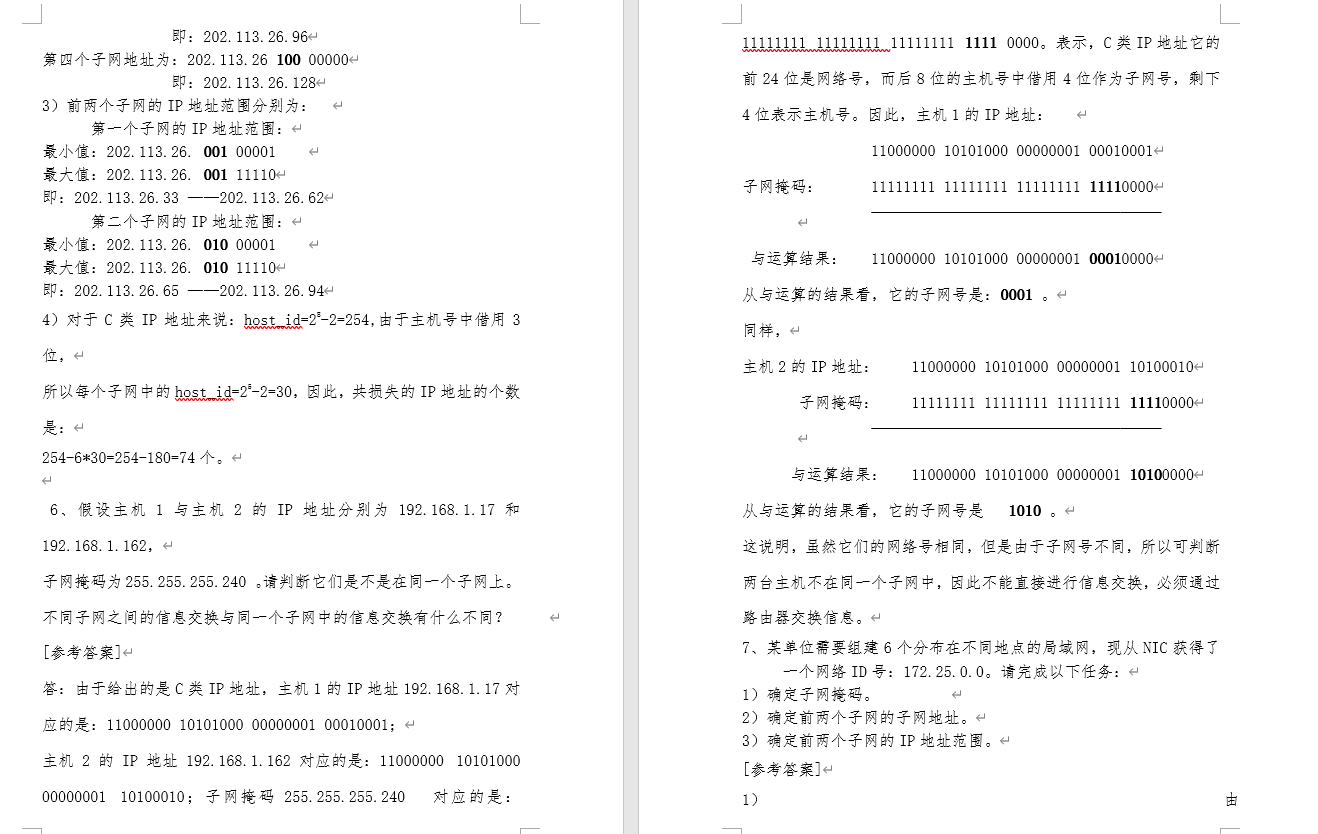 即：202.113.26.96
第四个子网地址为：202.113.26 100 00000
即：202.113.26.128
3）前两个子网的 IP 地址范围分别为：
第一个子网的 IP 地址范围：
最小值：202.113.26. 001 00001
最大值：202.113.26. 001 11110
即：202.113.26.33 ——202.113.26.62
第二个子网的 IP 地址范围：
最小值：202.113.26. 010 00001
最大值：202.113.26. 010 11110
即：202.113.26.65 ——202.113.26.94
4）对于 C 类 IP 地址来说：host_id=2⁸-2=254,由于主机号中借用 3
位，
所以每个子网中的 host_id=2⁵-2=30，因此，共损失的 IP 地址的个数
是：
254-6*30=254-180=74 个。
6、假设主机 1 与主机 2 的 IP 地址分别为 192.168.1.17 和
192.168.1.162，
子网掩码为 255.255.255.240 。请判断它们是不是在同一个子网上。
不同子网之间的信息交换与同一个子网中的信息交换有什么不同？
[参考答案]
答：由于给出的是 C 类 IP 地址，主机 1 的 IP 地址 192.168.1.17 对
应的是：11000000 10101000 00000001 00010001；
主机 2 的 IP 地址 192.168.1.162 对应的是：11000000 10101000
00000001 10100010；子网掩码 255.255.255.240 对应的是：
11111111 11111111 11111111 1111 0000。表示，C 类 IP 地址它的
前 24 位是网络号，而后 8 位的主机号中借用 4 位作为子网号，剩下
4 位表示主机号。因此，主机 1 的 IP 地址：
11000000 10101000 00000001 00010001
子网掩码： 11111111 11111111 11111111 11110000
与运算结果： 11000000 10101000 00000001 00010000
从与运算的结果看，它的子网号是：0001 。
同样，
主机 2 的 IP 地址： 11000000 10101000 00000001 10100010
子网掩码： 11111111 11111111 11111111 11110000
与运算结果： 11000000 10101000 00000001 10100000
从与运算的结果看，它的子网号是 1010 。
这说明，虽然它们的网络号相同，但是由于子网号不同，所以可判断
两台主机不在同一个子网中，因此不能直接进行信息交换，必须通过
路由器交换信息。
7、某单位需要组建 6 个分布在不同地点的局域网，现从 NIC 获得了
一个网络 ID 号：172.25.0.0。请完成以下任务：
1）确定子网掩码。
2）确定前两个子网的子网地址。
3）确定前两个子网的 IP 地址范围。
[参考答案]
1） 由